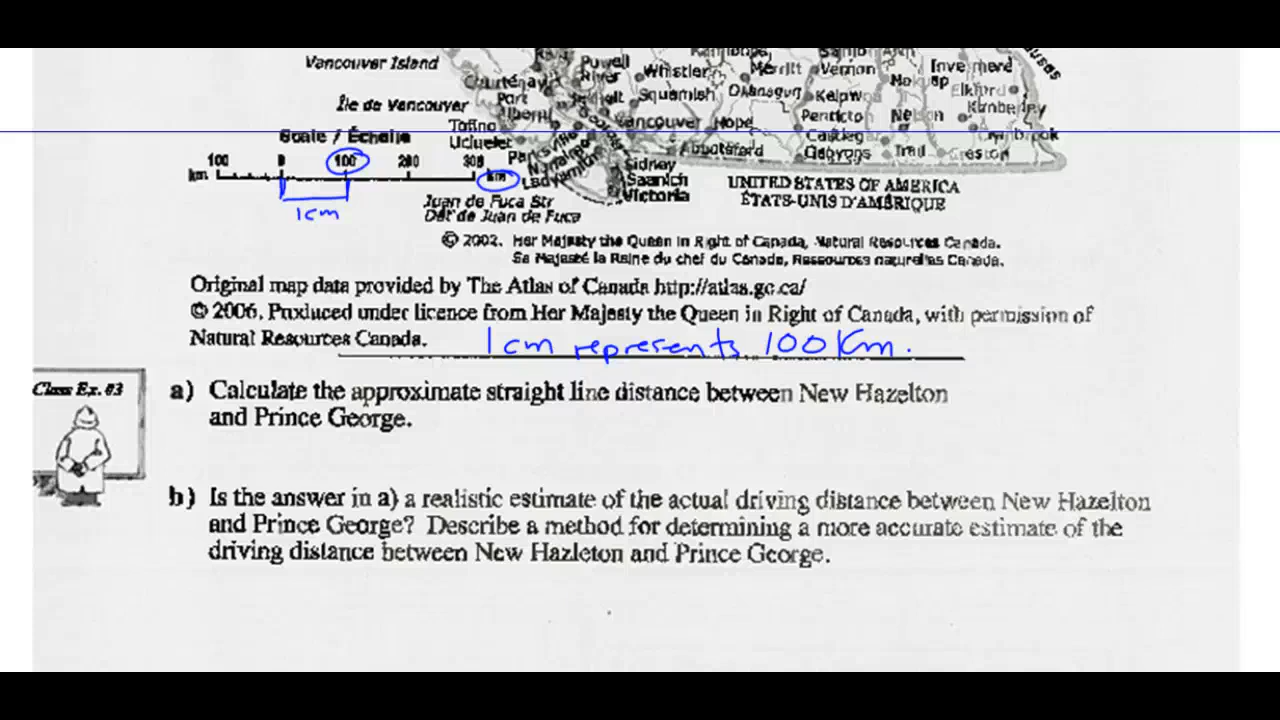 Vancouver Island
Powell
River
Whistler
Merritt
Vernon
Invermere
Courtenay
Port
Alberni
Squamish
Elkford
Kimberley
Île de Vancouver
Tofino
Ucluelet
Vancouver
Hope
Penticton
Nelson
Scale / Échelle
100 0 100 200 300
km km
Abbotsford
Trail
Creston
Sidney
Saanich
Victoria
1cm
UNITED STATES OF AMERICA
ÉTATS-UNIS D'AMÉRIQUE
Juan de Fuca Str
Dét de Juan de Fuca
© 2002. Her Majesty the Queen in Right of Canada, Natural Resources Canada.
Sa Majesté la Reine du chef du Canada, Ressources naturelles Canada.
Original map data provided by The Atlas of Canada http://atlas.gc.ca/
© 2006. Produced under licence from Her Majesty the Queen in Right of Canada, with permission of
Natural Resources Canada.
1cm represents 100 Km.
Class Ex. #3
a) Calculate the approximate straight line distance between New Hazelton
and Prince George.
b) Is the answer in a) a realistic estimate of the actual driving distance between New Hazelton
and Prince George? Describe a method for determining a more accurate estimate of the
driving distance between New Hazleton and Prince George.